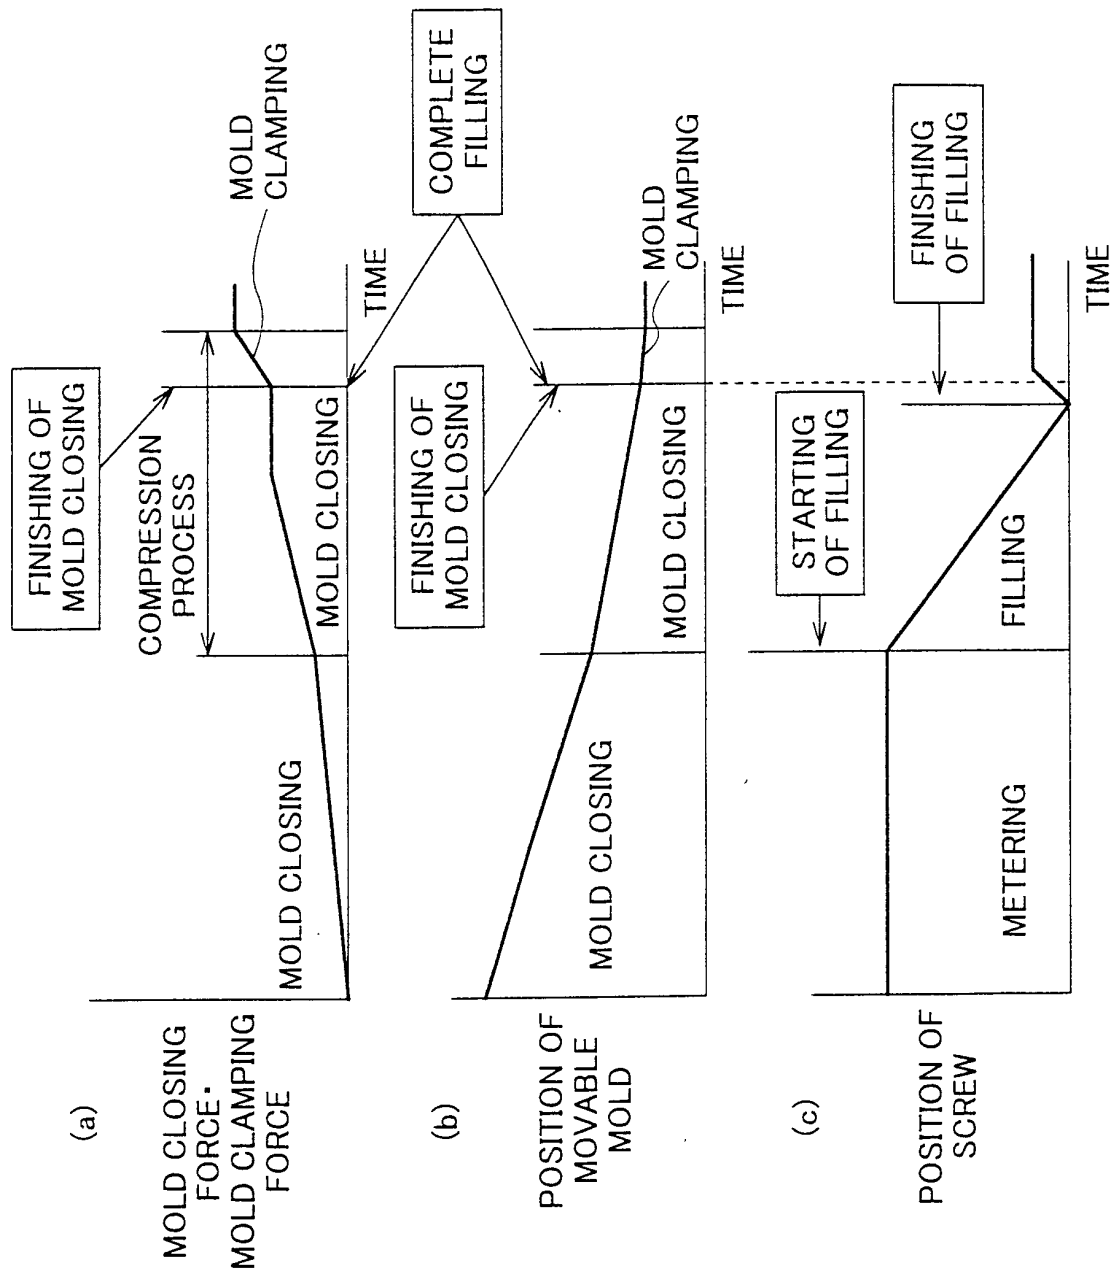 (a)
MOLD CLOSING
FORCE·
MOLD CLAMPING
FORCE
FINISHING OF
MOLD CLOSING
COMPRESSION
PROCESS
MOLD CLOSING
MOLD CLOSING
MOLD
CLAMPING
TIME
COMPLETE
FILLING
(b)
POSITION OF
MOVABLE
MOLD
FINISHING OF
MOLD CLOSING
MOLD CLOSING
MOLD CLOSING
MOLD
CLAMPING
TIME
(c)
POSITION OF
SCREW
STARTING
OF FILLING
METERING
FILLING
FINISHING
OF FILLING
TIME